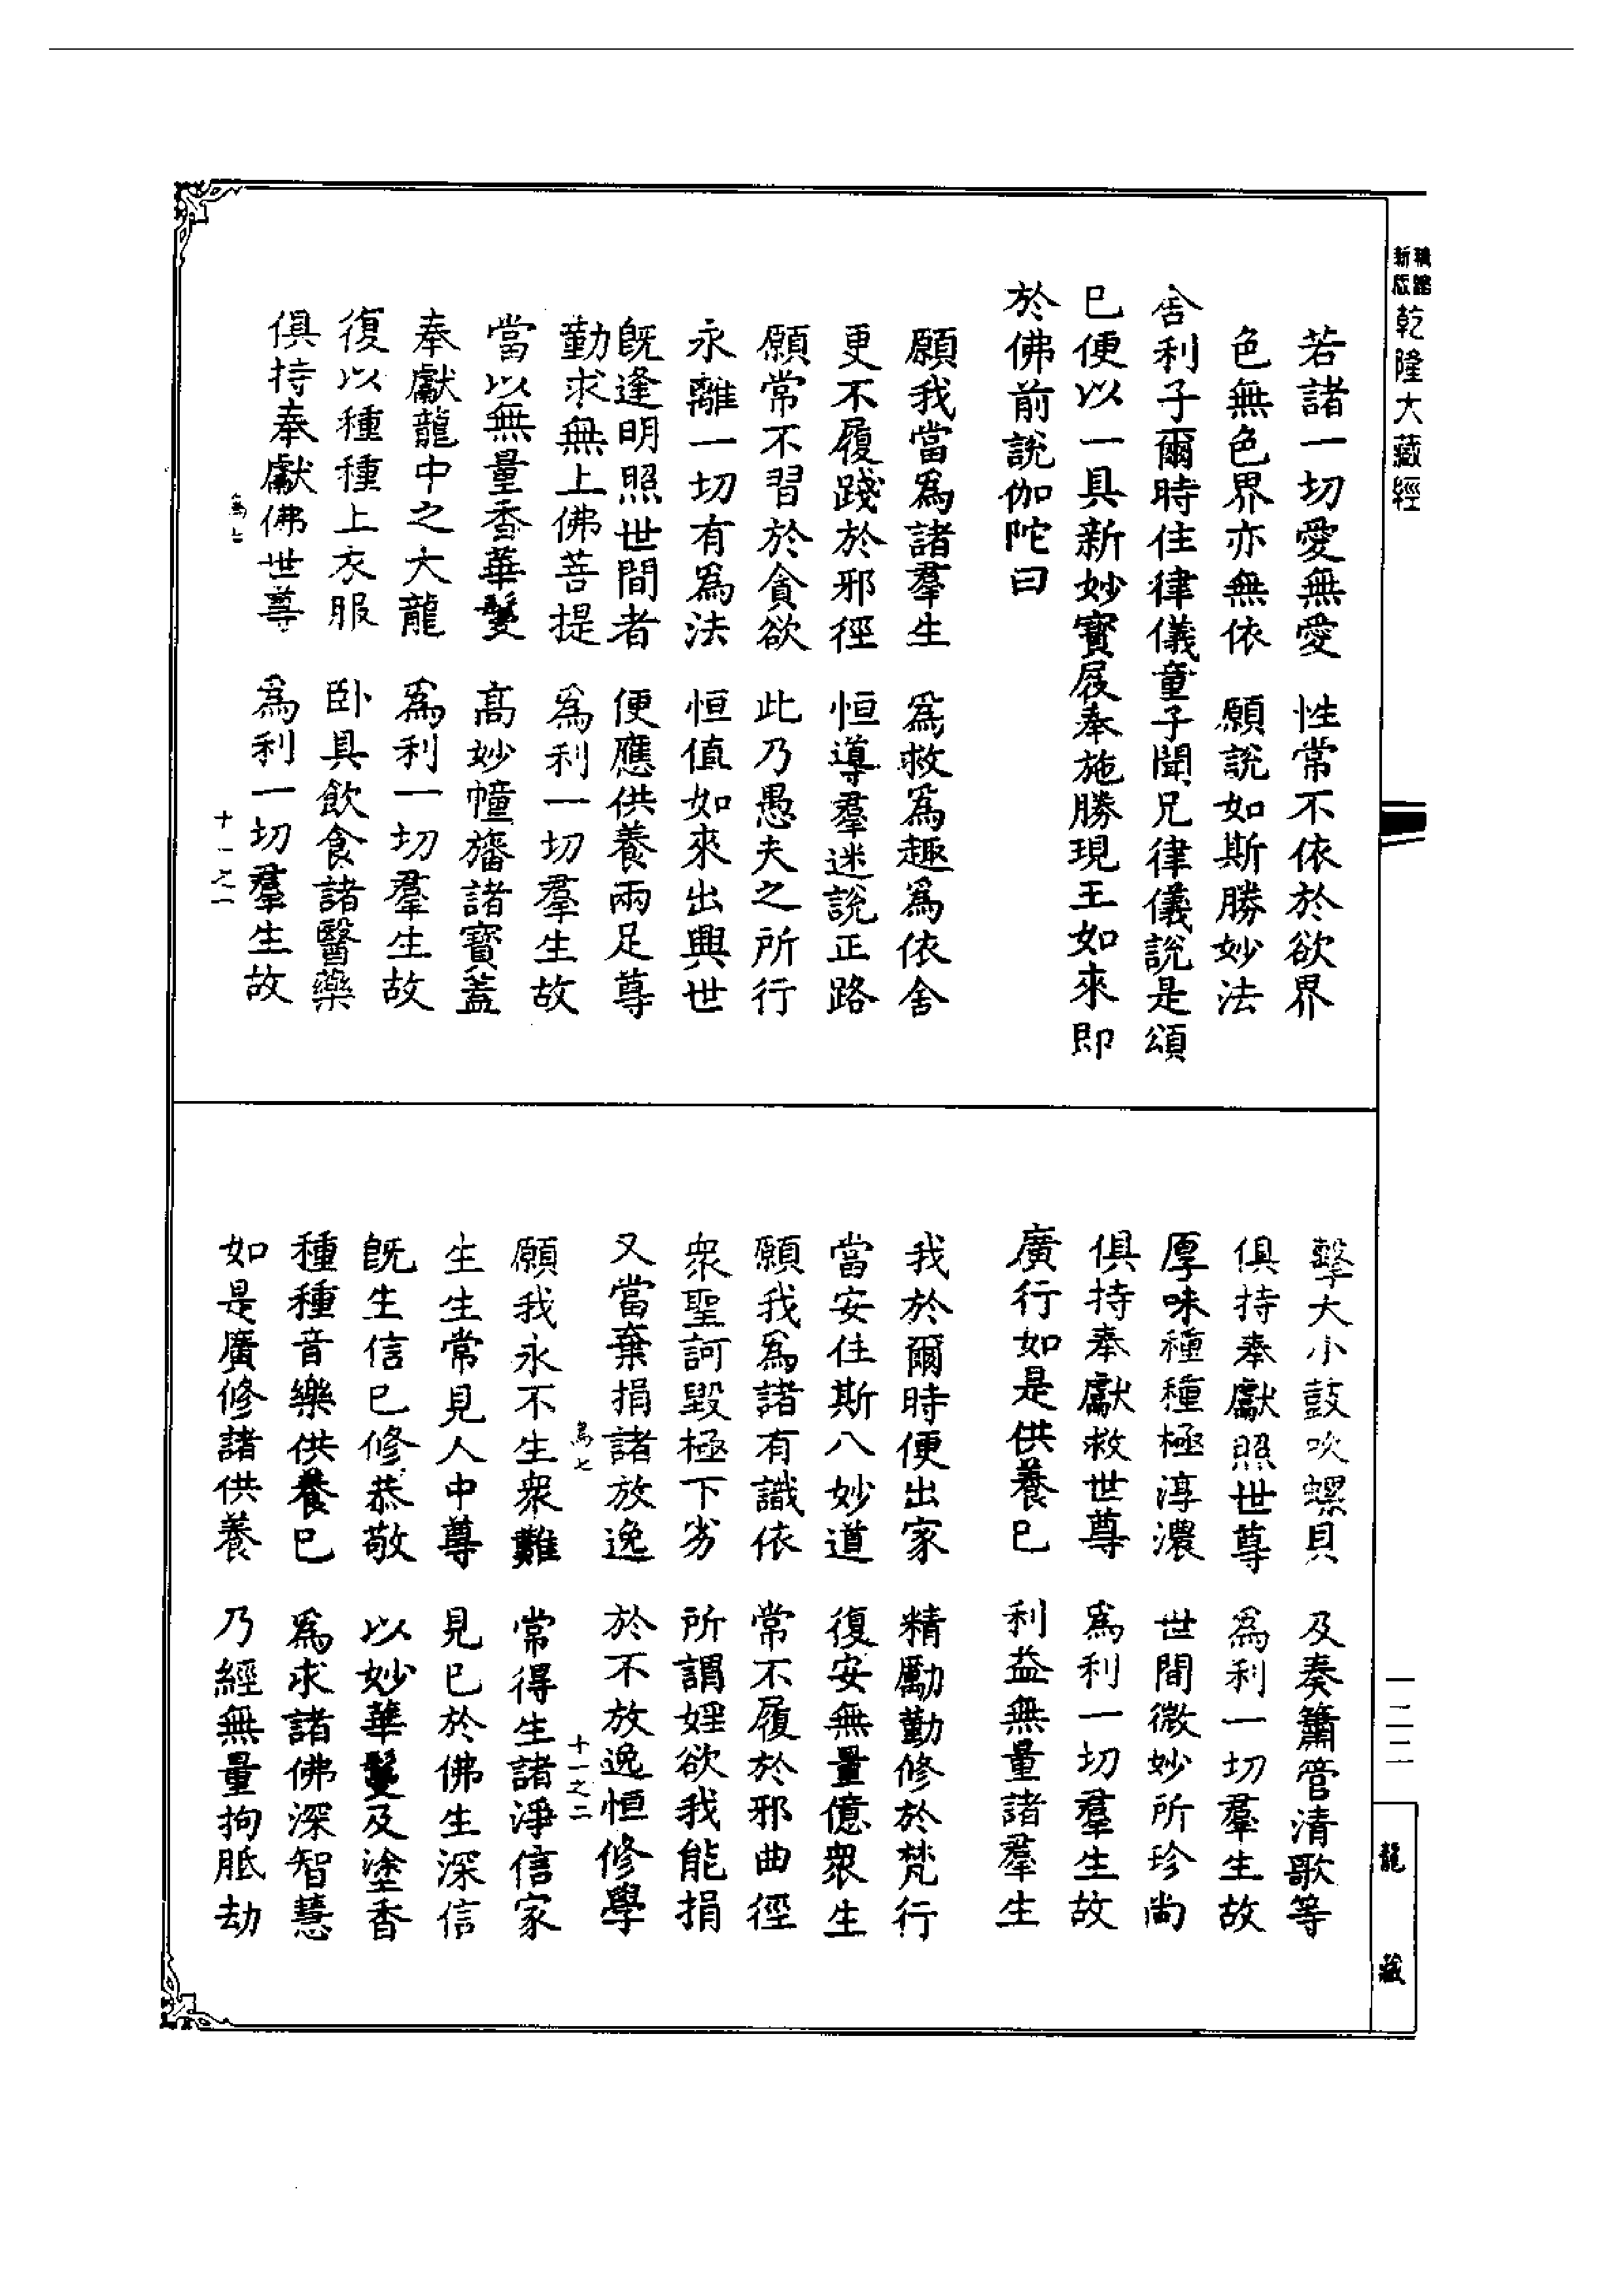 乾隆大藏經
若諸一切愛無愛　性常不依於欲界
色無色界亦無依　願說如斯勝妙法
舍利子爾時住律儀童子聞兄律儀說是頌
已便以一具新妙寶屐奉施勝現王如來即
於佛前說伽陀曰
願我當爲諸羣生　爲救爲趣爲依舍
更不履踐於邪徑　恒導羣迷說正路
願常不習於貪欲　此乃愚夫之所行
永離一切有爲法　恒值如來出興世
旣逢明照世間者　便應供養兩足尊
勤求無上佛菩提　爲利一切羣生故
當以無量香華鬘　高妙幢旛諸寶蓋
奉獻龍中之大龍　爲利一切羣生故
復以種種上衣服　卧具飲食諸醫藥
俱持奉獻佛世尊　爲利一切羣生故
爲七　十一之一
擊大小鼓吹螺貝　及奏簫管清歌等
俱持奉獻照世尊　爲利一切羣生故
厚味種種極淳濃　世間微妙所珍尚
俱持奉獻救世尊　爲利一切羣生故
廣行如是供養已　利益無量諸羣生
我於爾時便出家　精勵勤修於梵行
當安住斯八妙道　復安無量億衆生
願我爲諸有識依　常不履於邪曲徑
衆聖訶毀極下劣　所謂婬欲我能捐
又當棄捐諸放逸　於不放逸恒修學
爲七　十一之二
願我永不生衆難　常得生諸淨信家
生生常見人中尊　見已於佛生深信
旣生信已修恭敬　以妙華鬘及塗香
種種音樂供養已　爲求諸佛深智慧
如是廣修諸供養　乃經無量拘胝劫
一二二
龍藏